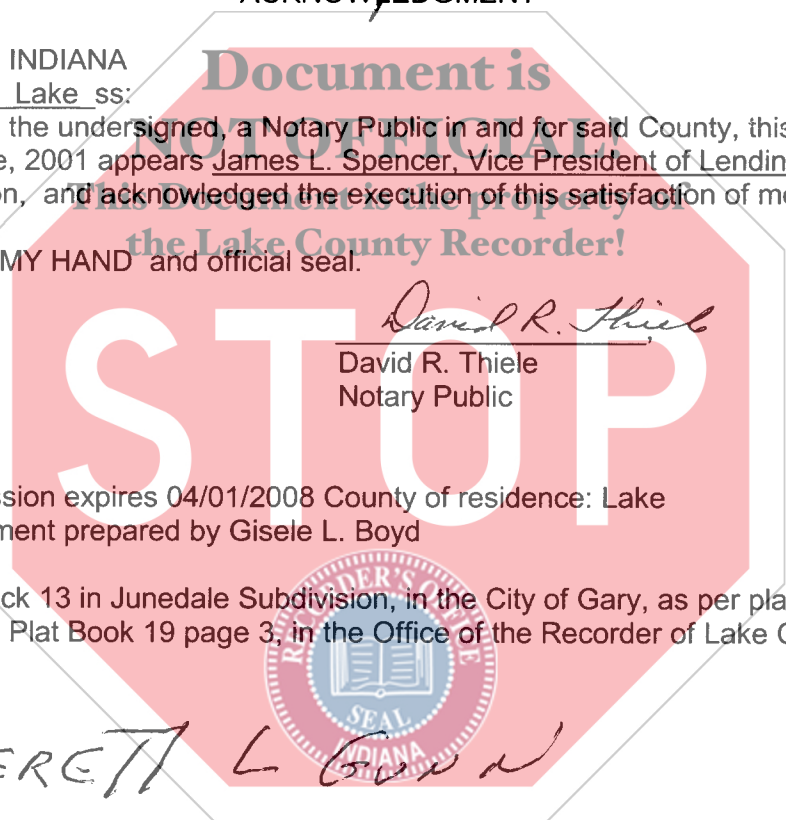 ACKNOWLEDGMENT
INDIANA
Lake ss:
Document is
NOT OFFICIAL!
This Document is the property of
the Lake County Recorder!
the undersigned, a Notary Public in and for said County, this
e, 2001 appears James L. Spencer, Vice President of Lendin
on, and acknowledged the execution of this satisfaction of mo
MY HAND and official seal.
David R. Thiele
David R. Thiele
Notary Public
STOP
ssion expires 04/01/2008 County of residence: Lake
ment prepared by Gisele L. Boyd
ck 13 in Junedale Subdivision, in the City of Gary, as per pla
Plat Book 19 page 3, in the Office of the Recorder of Lake C
RECORDER'S OFFICE
SEAL
INDIANA
ERETT L GUNN